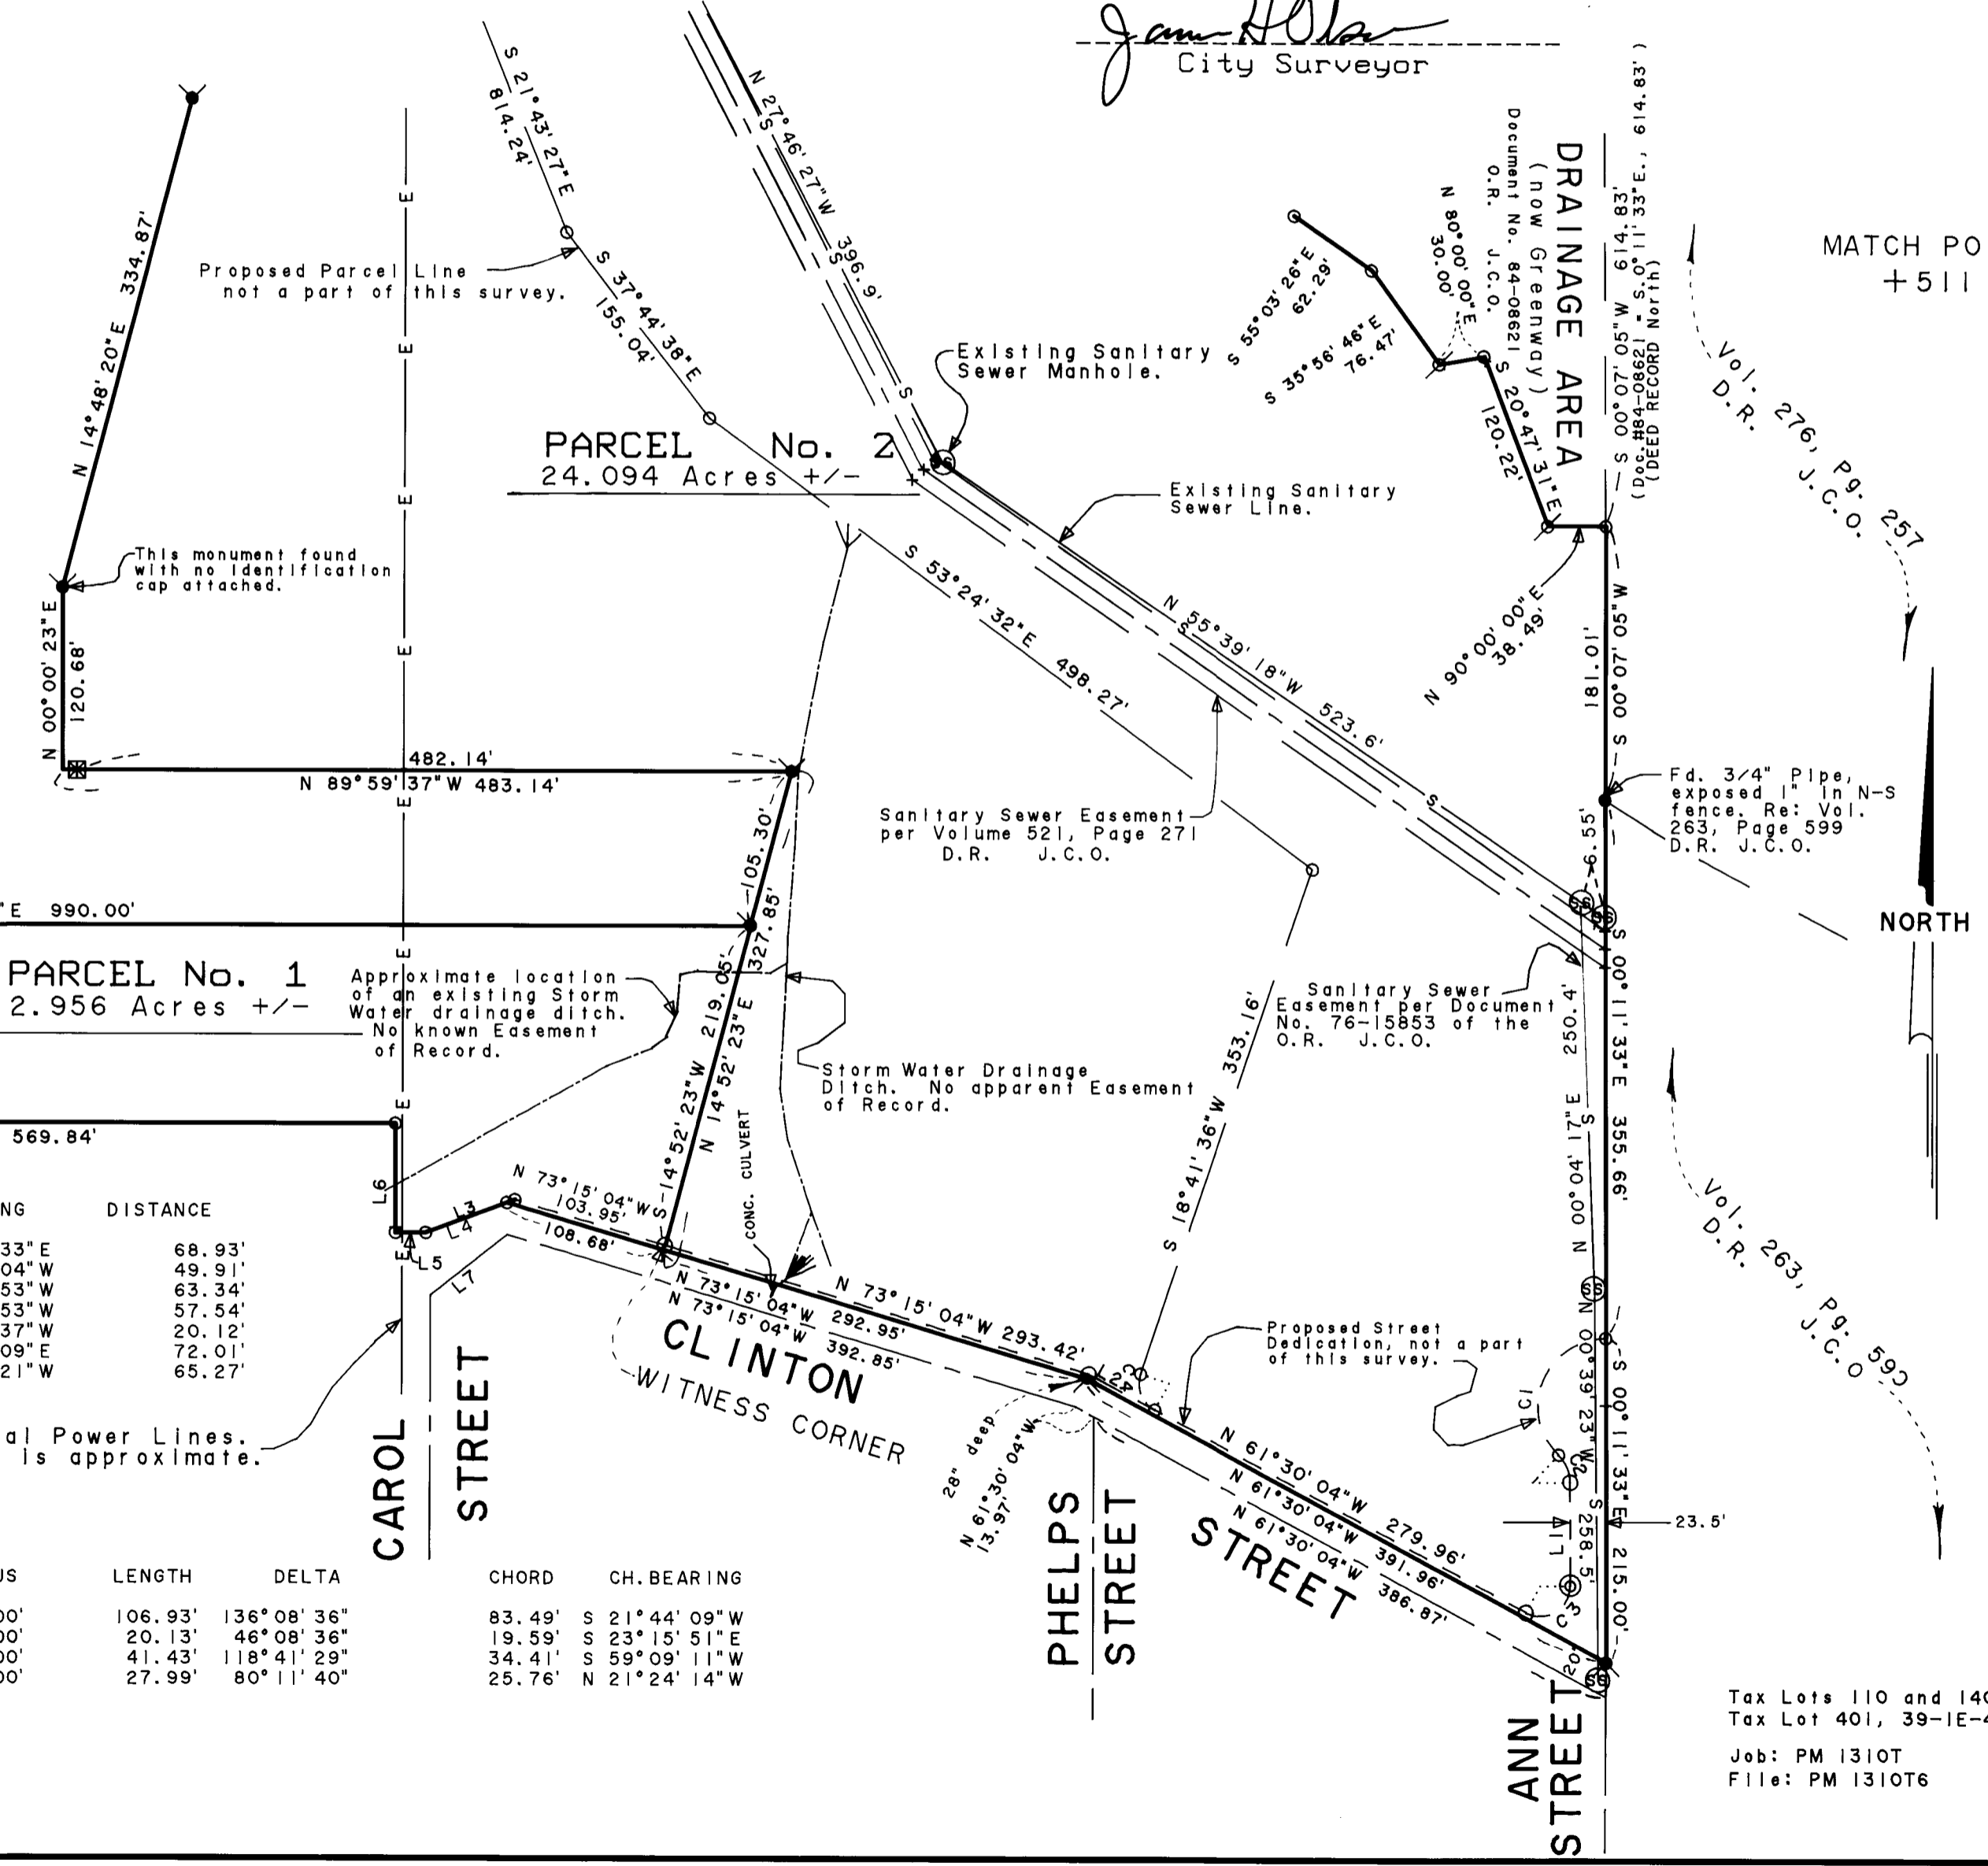 City Surveyor
S 21°43'27"E
814.24'
N 27°46'27"W 396.9'
N 14°48'20"E 334.87'
Proposed Parcel Line
not a part of this survey.
S 37°44'38"E
155.04'
DRAINAGE AREA
(now Greenway)
Document No. 84-08621
O.R. J.C.O.
N 80°00'00"E
30.00'
S 55°03'26"E
62.29'
S 35°56'46"E
76.47'
S 20°47'31"E
120.22'
S 00°07'05"W 614.83'
(Doc.#84-08621 " S.0°11'33"E., 614.83')
(DEED RECORD North)
MATCH PO
+511
Vol. 276, Pg. 257
D.R. J.C.O.
Existing Sanitary
Sewer Manhole.
PARCEL No. 2
24.094 Acres +/-
Existing Sanitary
Sewer Line.
This monument found
with no identification
cap attached.
N 00°00'23"E
120.68'
S 53°24'32"E 498.27'
N 55°39'18"W 523.6'
N 90°00'00"E
38.49'
181.01'
S 00°07'05"W
482.14'
N 89°59'37"W 483.14'
Fd. 3/4" Pipe,
exposed 1" in N-S
fence. Re: Vol.
263, Page 599
D.R. J.C.O.
Sanitary Sewer Easement
per Volume 521, Page 271
D.R. J.C.O.
105.30'
327.85'
6.55'
"E 990.00'
NORTH
PARCEL No. 1
2.956 Acres +/-
Approximate location
of an existing Storm
Water drainage ditch.
No known Easement
of Record.
219.05'
S 14°52'23"W
N 14°52'23"E
Storm Water Drainage
Ditch. No apparent Easement
of Record.
CONC. CULVERT
Sanitary Sewer
Easement per Document
No. 76-15853 of the
O.R. J.C.O.
S 18°41'36"W 353.16'
N 00°04'17"E 250.4'
S 00°11'33"E 355.66'
569.84'
L6
L3
L4
L5
L7
N 73°15'04"W
103.95'
108.68'
NG DISTANCE
33"E 68.93'
04"W 49.91'
53"W 63.34'
53"W 57.54'
37"W 20.12'
09"E 72.01'
21"W 65.27'
N 73°15'04"W 293.42'
N 73°15'04"W 292.95'
N 73°15'04"W 392.85'
CLINTON
WITNESS CORNER
L2
C4
Proposed Street
Dedication, not a part
of this survey.
C1
C2
N 00°39'23"W
258.5'
S 00°11'33"E 215.00'
Vol. 263, Pg. 599
D.R. J.C.O
al Power Lines.
is approximate.
CAROL
STREET
28" deep
N 61°30'04"W
13.97'
N 61°30'04"W 279.96'
N 61°30'04"W 391.96'
N 61°30'04"W 386.87'
STREET
PHELPS
STREET
L1
23.5'
C3
20'
US LENGTH DELTA CHORD CH.BEARING
00' 106.93' 136°08'36" 83.49' S 21°44'09"W
00' 20.13' 46°08'36" 19.59' S 23°15'51"E
00' 41.43' 118°41'29" 34.41' S 59°09'11"W
00' 27.99' 80°11'40" 25.76' N 21°24'14"W
ANN
STREET
Tax Lots 110 and 140
Tax Lot 401, 39-1E-4
Job: PM 1310T
File: PM 1310T6